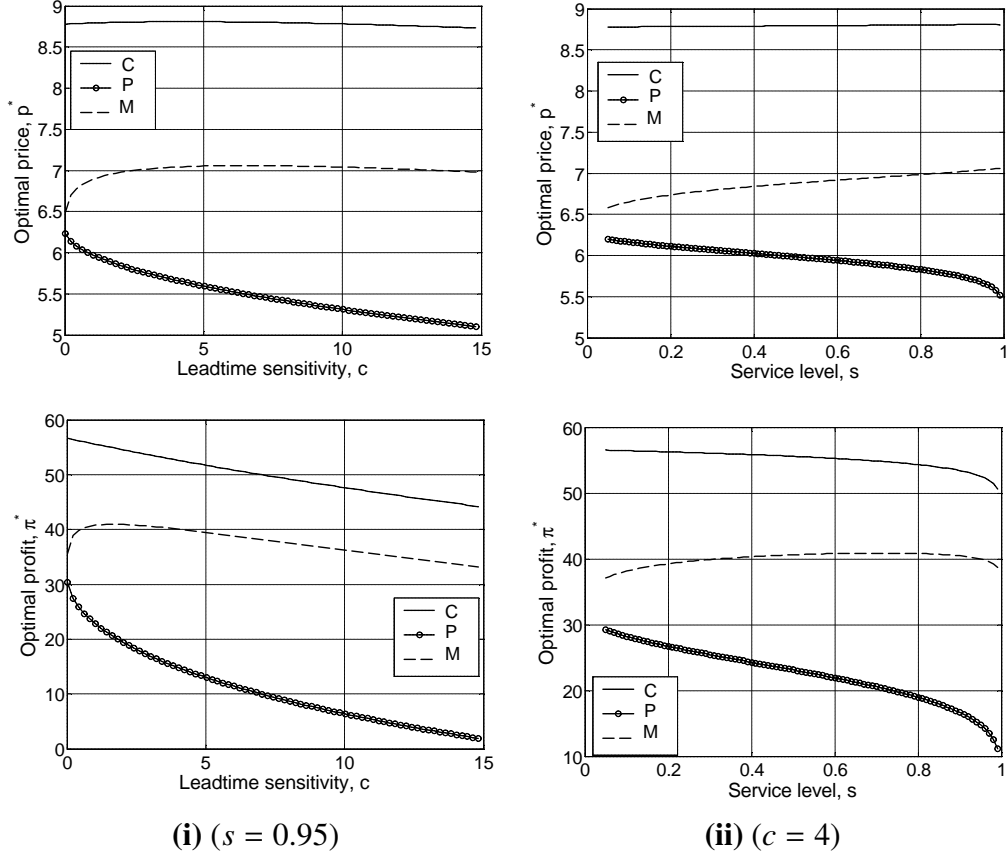 9
8.5
8
7.5
7
6.5
6
5.5
5
Optimal price, p*
C
P
M
0
5
10
15
Leadtime sensitivity, c
9
8.5
8
7.5
7
6.5
6
5.5
5
Optimal price, p*
C
P
M
0
0.2
0.4
0.6
0.8
1
Service level, s
60
50
40
30
20
10
0
Optimal profit, π*
C
P
M
0
5
10
15
Leadtime sensitivity, c
60
50
40
30
20
10
Optimal profit, π*
C
P
M
0
0.2
0.4
0.6
0.8
1
Service level, s
(i) (s = 0.95)
(ii) (c = 4)